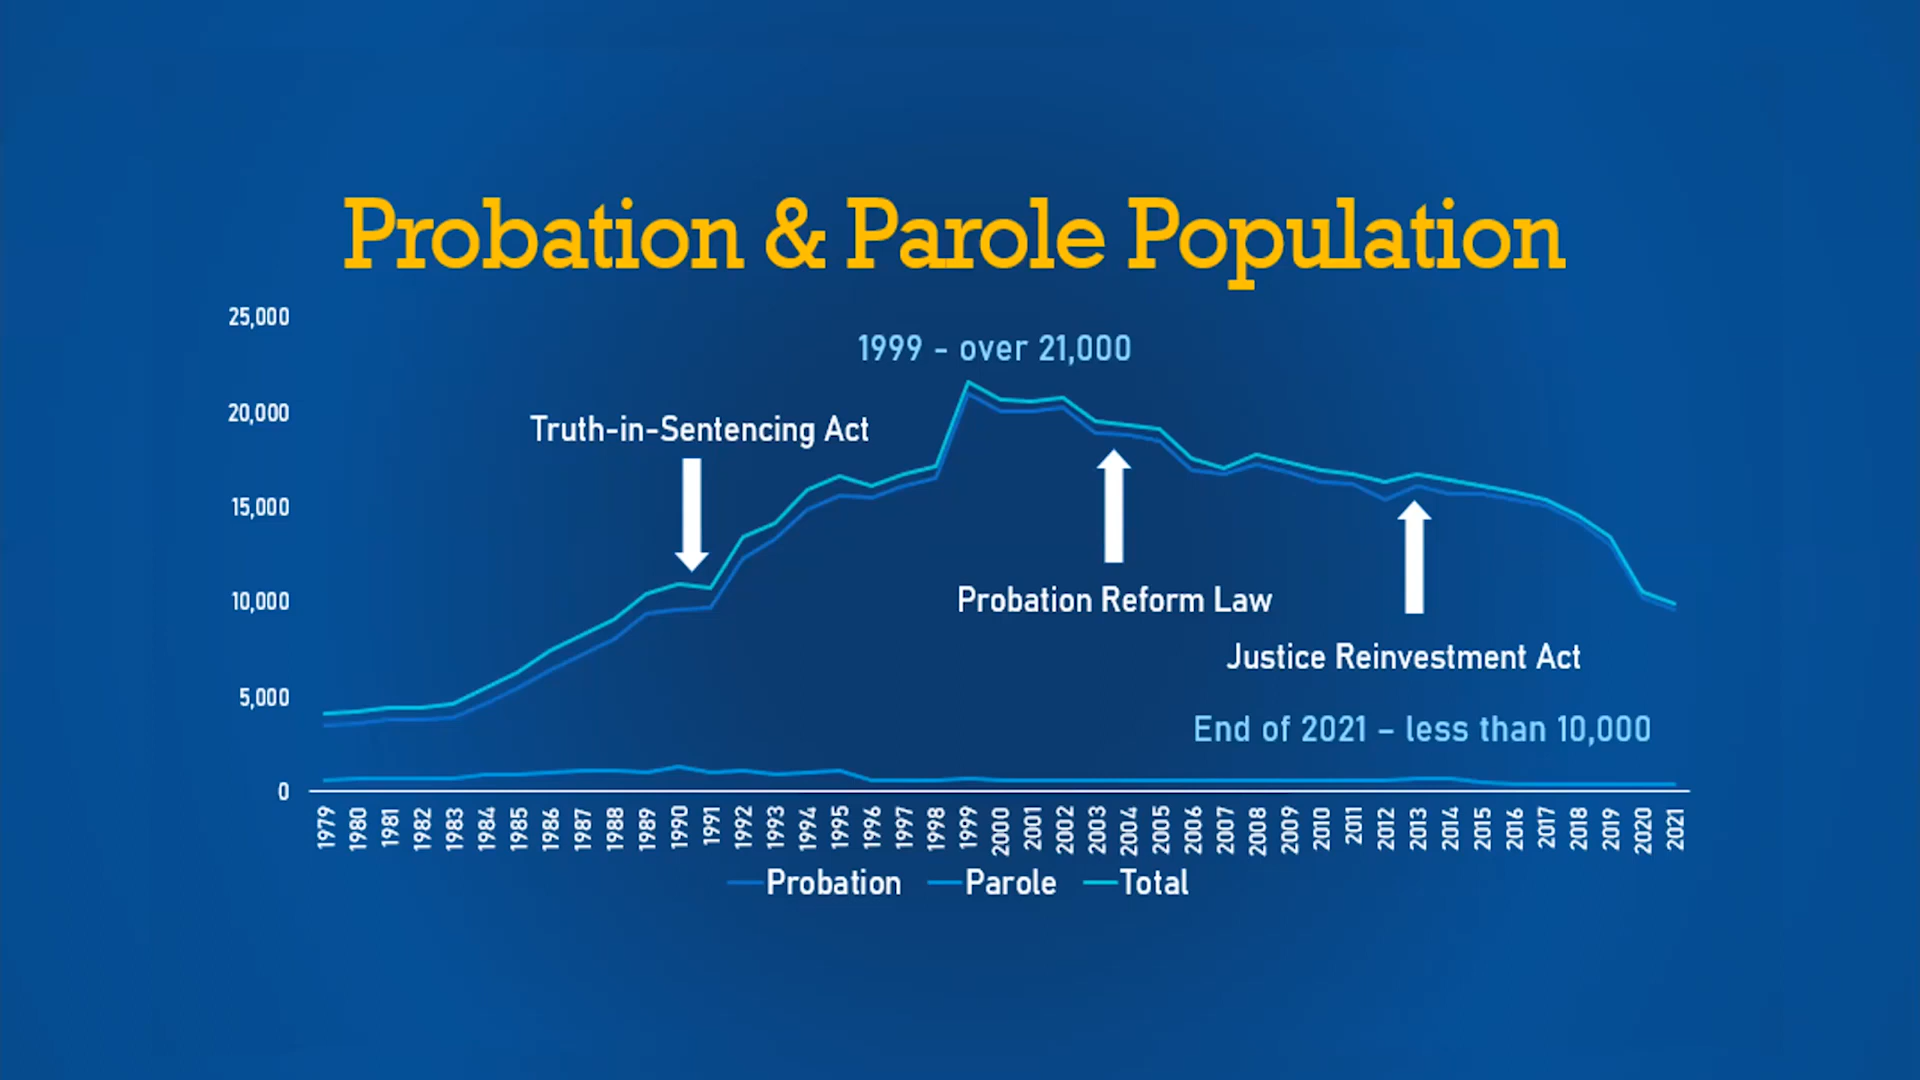 Probation & Parole Population
25,000
1999 - over 21,000
20,000
Truth-in-Sentencing Act
15,000
10,000
Probation Reform Law
Justice Reinvestment Act
5,000
End of 2021 – less than 10,000
0
1979 1980 1981 1982 1983 1984 1985 1986 1987 1988 1989 1990 1991 1992 1993 1994 1995 1996 1997 1998 1999 2000 2001 2002 2003 2004 2005 2006 2007 2008 2009 2010 2011 2012 2013 2014 2015 2016 2017 2018 2019 2020 2021
Probation Parole Total